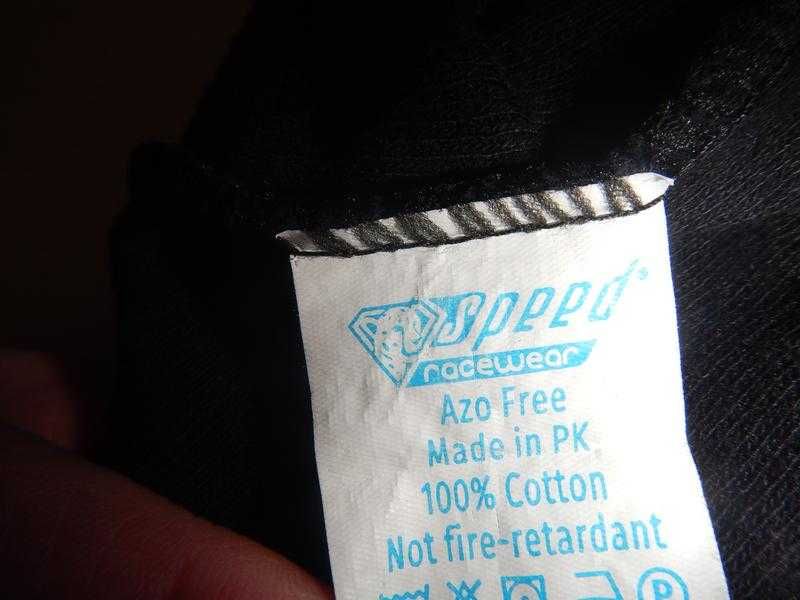 Speed®
racewear
Azo Free
Made in PK
100% Cotton
Not fire-retardant
P